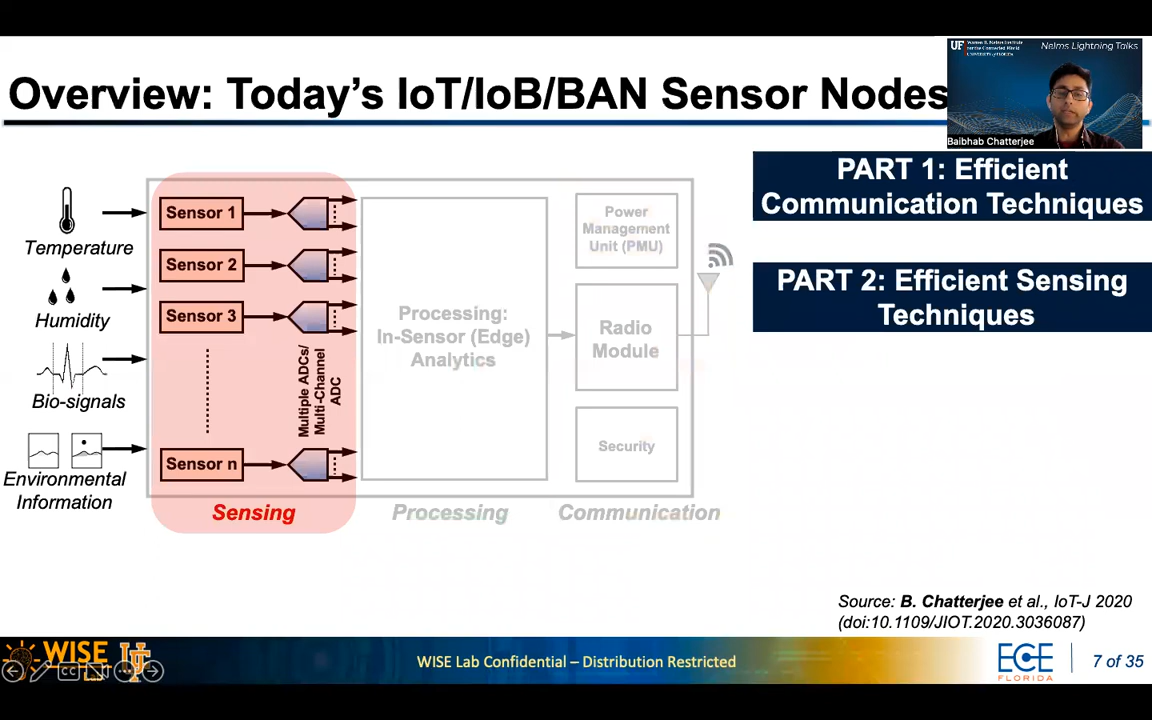 Overview: Today's IoT/IoB/BAN Sensor Nodes
UF
Nelms Lightning Talks
Baibhab Chatterjee
PART 1: Efficient
Communication Techniques
PART 2: Efficient Sensing
Techniques
Temperature
Humidity
Bio-signals
Environmental
Information
Sensor 1
Sensor 2
Sensor 3
Sensor n
Multiple ADCs/
Multi-Channel
ADC
Sensing
Processing:
In-Sensor (Edge)
Analytics
Processing
Power
Management
Unit (PMU)
Radio
Module
Security
Communication
Source: B. Chatterjee et al., IoT-J 2020
(doi:10.1109/JIOT.2020.3036087)
WISE
CC
WISE Lab Confidential – Distribution Restricted
ECE
FLORIDA
7 of 35